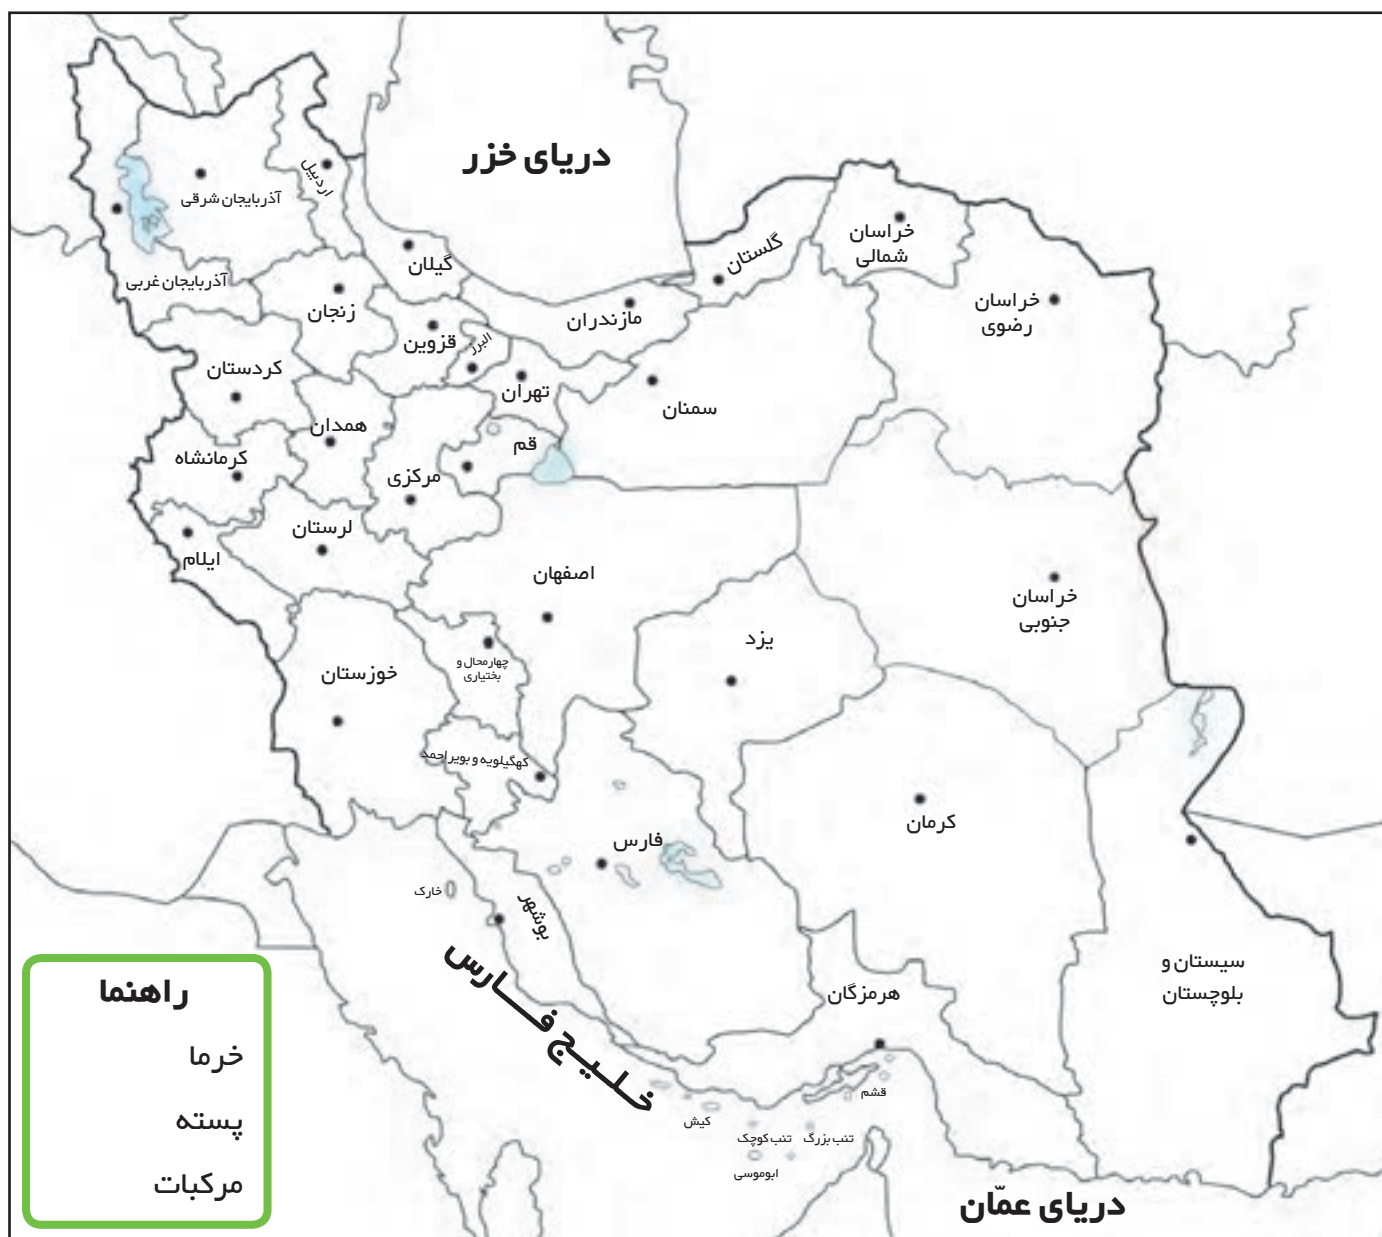 دریای خزر
اردبیل
آذربایجان شرقی
گیلان
گلستان
خراسان
شمالی
آذربایجان غربی
زنجان
خراسان
رضوی
مازندران
قزوین
البرز
کردستان
تهران
سمنان
همدان
قم
کرمانشاه
مرکزی
لرستان
ایلام
اصفهان
خراسان
جنوبی
یزد
چهارمحال و
بختیاری
خوزستان
کهگیلویه و بویراحمد
کرمان
فارس
خارک
بوشهر
خلیج فارس
سیستان و
بلوچستان
هرمزگان
قشم
کیش
تنب کوچک
تنب بزرگ
ابوموسی
دریای عمّان
راهنما
خرما
پسته
مرکبات